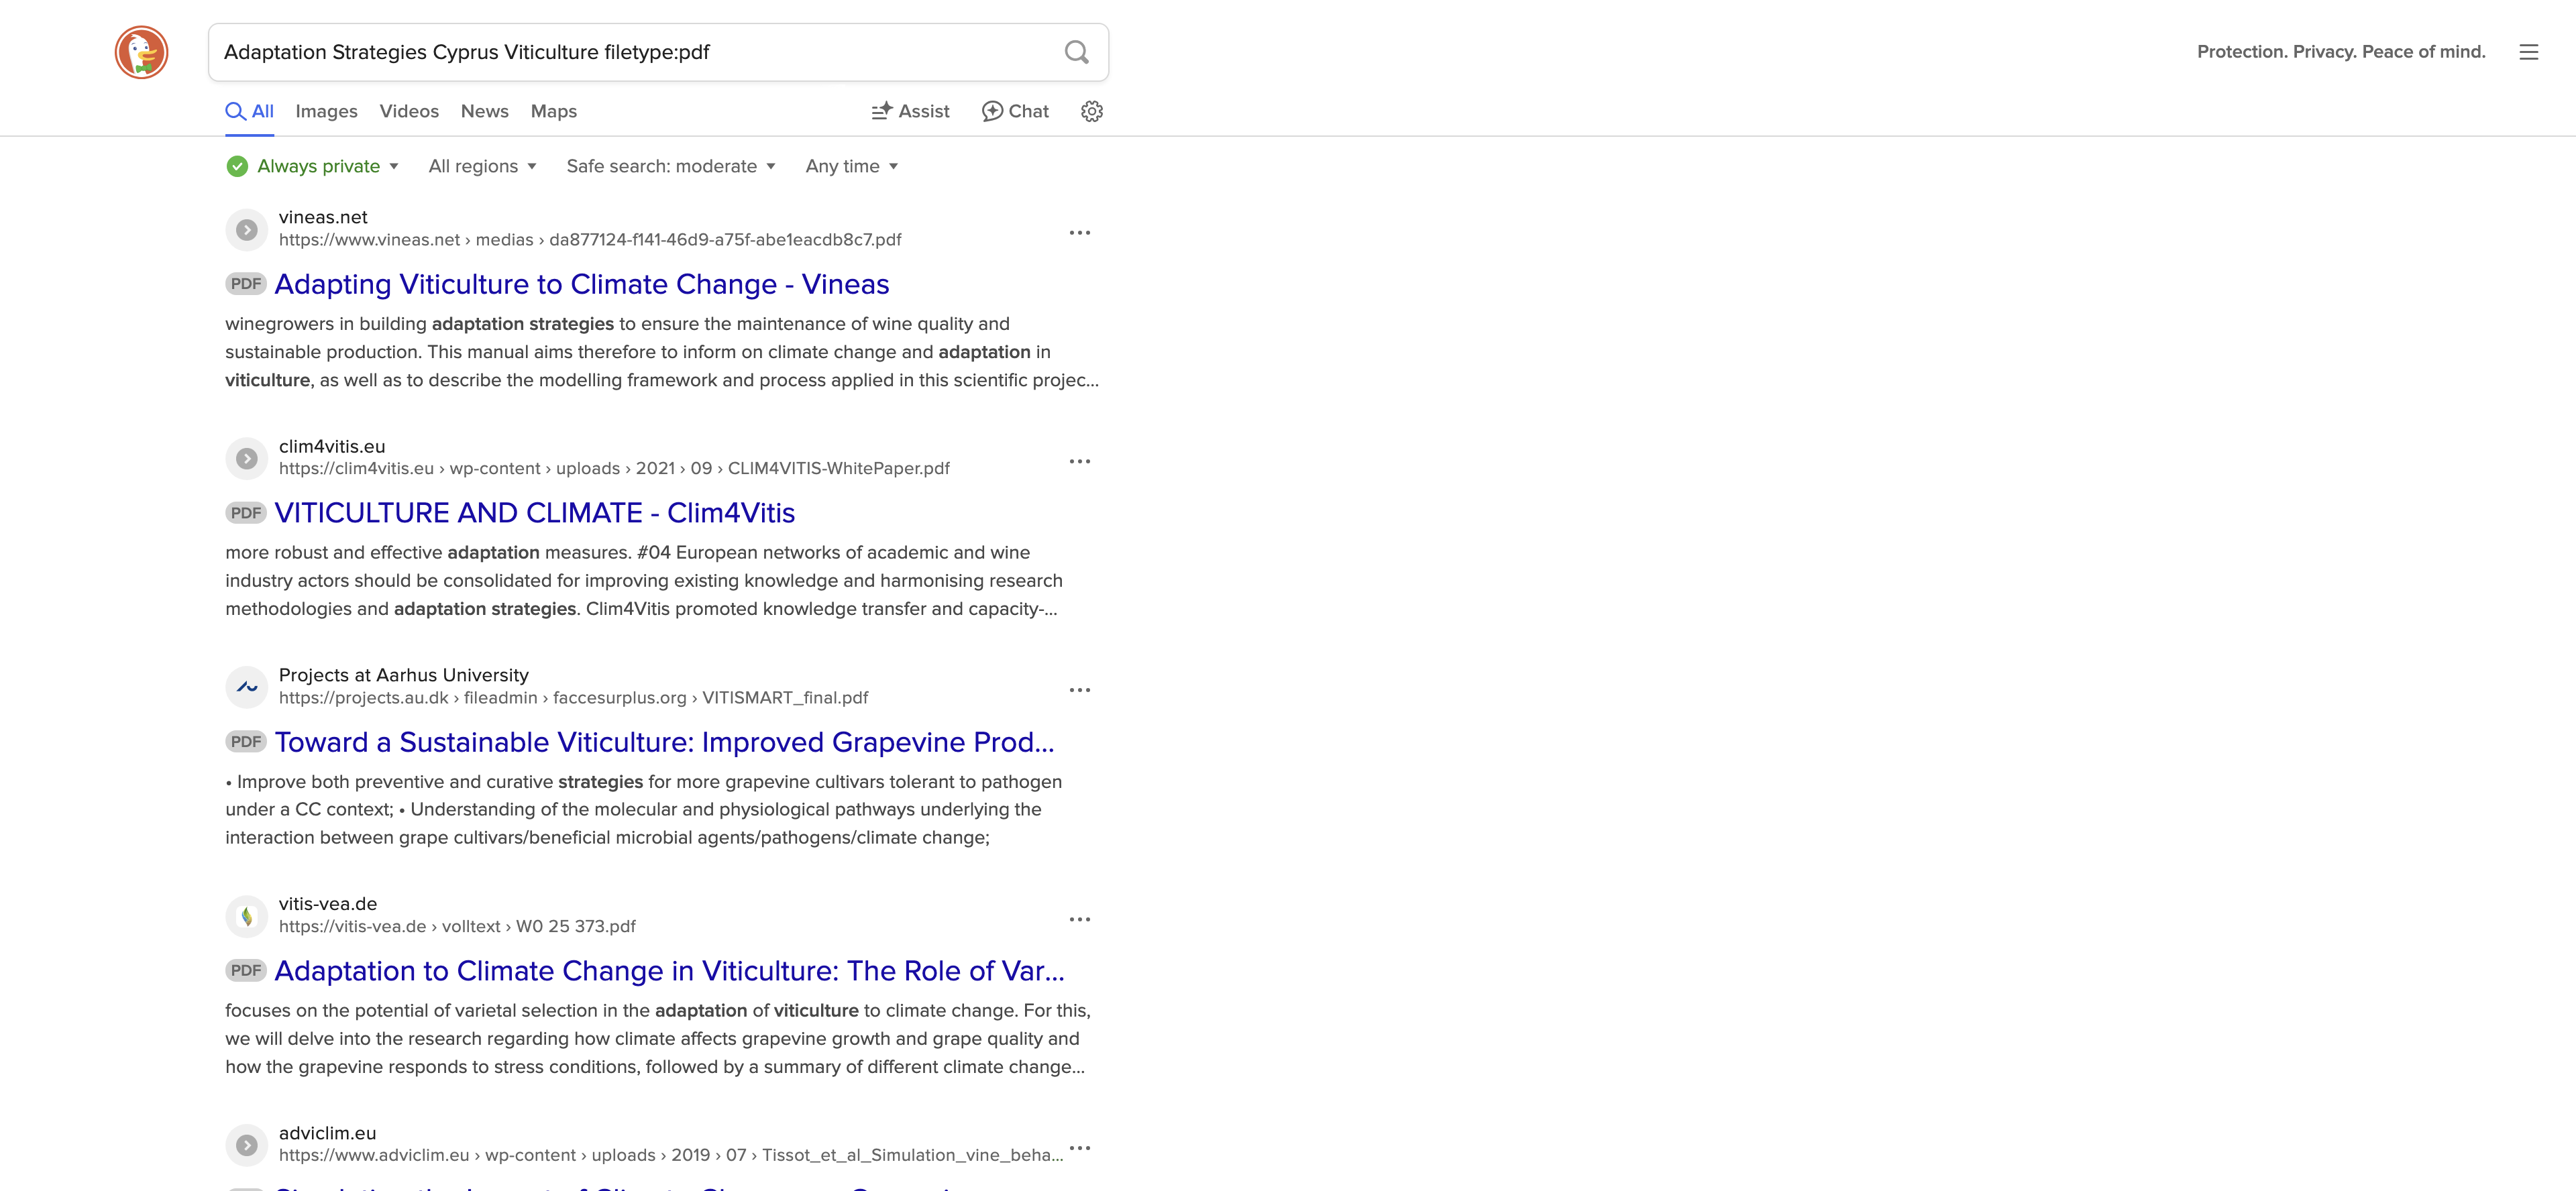 Adaptation Strategies Cyprus Viticulture filetype:pdf
Protection. Privacy. Peace of mind.
All Images Videos News Maps Assist Chat
Always private All regions Safe search: moderate Any time
vineas.net
https://www.vineas.net › medias › da877124-f141-46d9-a75f-abe1eacdb8c7.pdf
PDF Adapting Viticulture to Climate Change - Vineas
winegrowers in building adaptation strategies to ensure the maintenance of wine quality and
sustainable production. This manual aims therefore to inform on climate change and adaptation in
viticulture, as well as to describe the modelling framework and process applied in this scientific projec...
clim4vitis.eu
https://clim4vitis.eu › wp-content › uploads › 2021 › 09 › CLIM4VITIS-WhitePaper.pdf
PDF VITICULTURE AND CLIMATE - Clim4Vitis
more robust and effective adaptation measures. #04 European networks of academic and wine
industry actors should be consolidated for improving existing knowledge and harmonising research
methodologies and adaptation strategies. Clim4Vitis promoted knowledge transfer and capacity-...
Projects at Aarhus University
https://projects.au.dk › fileadmin › faccesurplus.org › VITISMART_final.pdf
PDF Toward a Sustainable Viticulture: Improved Grapevine Prod...
• Improve both preventive and curative strategies for more grapevine cultivars tolerant to pathogen
under a CC context; • Understanding of the molecular and physiological pathways underlying the
interaction between grape cultivars/beneficial microbial agents/pathogens/climate change;
vitis-vea.de
https://vitis-vea.de › volltext › W0 25 373.pdf
PDF Adaptation to Climate Change in Viticulture: The Role of Var...
focuses on the potential of varietal selection in the adaptation of viticulture to climate change. For this,
we will delve into the research regarding how climate affects grapevine growth and grape quality and
how the grapevine responds to stress conditions, followed by a summary of different climate change...
adviclim.eu
https://www.adviclim.eu › wp-content › uploads › 2019 › 07 › Tissot_et_al_Simulation_vine_beha...